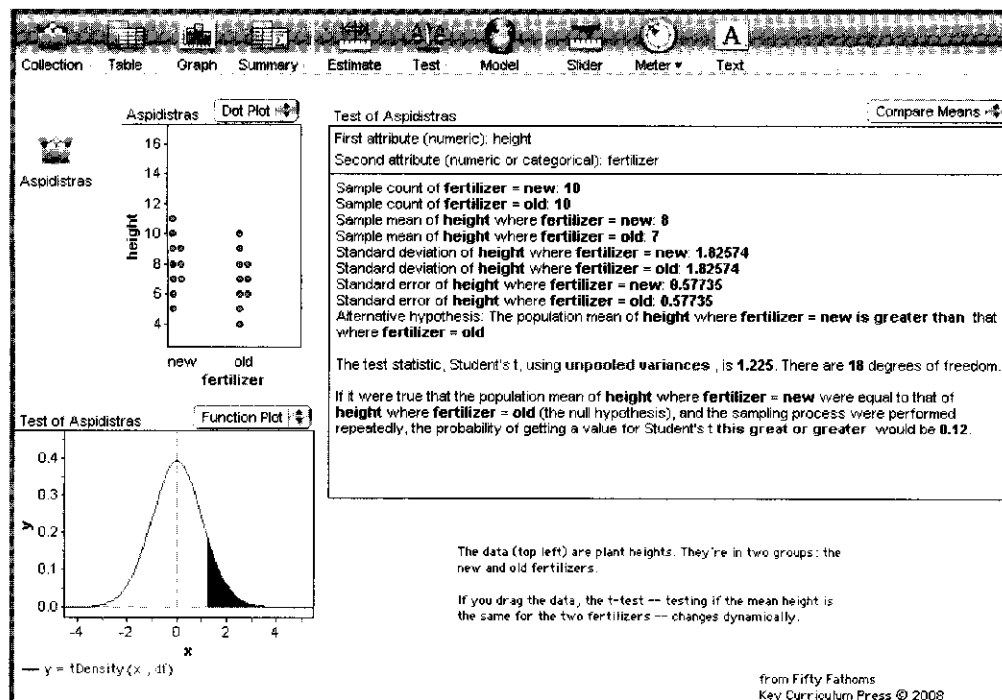 Collection Table Graph Summary Estimate Test Model Slider Meter Text
A
Aspidistras
Aspidistras
Dot Plot
height
16
14
12
10
8
6
4
new old
fertilizer
Test of Aspidistras
Function Plot
y
0.4
0.3
0.2
0.1
0.0
-4 -2 0 2 4
x
y = tDensity(x, df)
Test of Aspidistras
Compare Means
First attribute (numeric): height
Second attribute (numeric or categorical): fertilizer
Sample count of fertilizer = new: 10
Sample count of fertilizer = old: 10
Sample mean of height where fertilizer = new: 8
Sample mean of height where fertilizer = old: 7
Standard deviation of height where fertilizer = new: 1.82574
Standard deviation of height where fertilizer = old: 1.82574
Standard error of height where fertilizer = new: 0.57735
Standard error of height where fertilizer = old: 0.57735
Alternative hypothesis: The population mean of height where fertilizer = new is greater than that
where fertilizer = old
The test statistic, Student's t, using unpooled variances , is 1.225. There are 18 degrees of freedom.
If it were true that the population mean of height where fertilizer = new were equal to that of
height where fertilizer = old (the null hypothesis), and the sampling process were performed
repeatedly, the probability of getting a value for Student's t this great or greater would be 0.12.
The data (top left) are plant heights. They're in two groups: the
new and old fertilizers.
If you drag the data, the t-test -- testing if the mean height is
the same for the two fertilizers -- changes dynamically.
from Fifty Fathoms
Key Curriculum Press © 2008